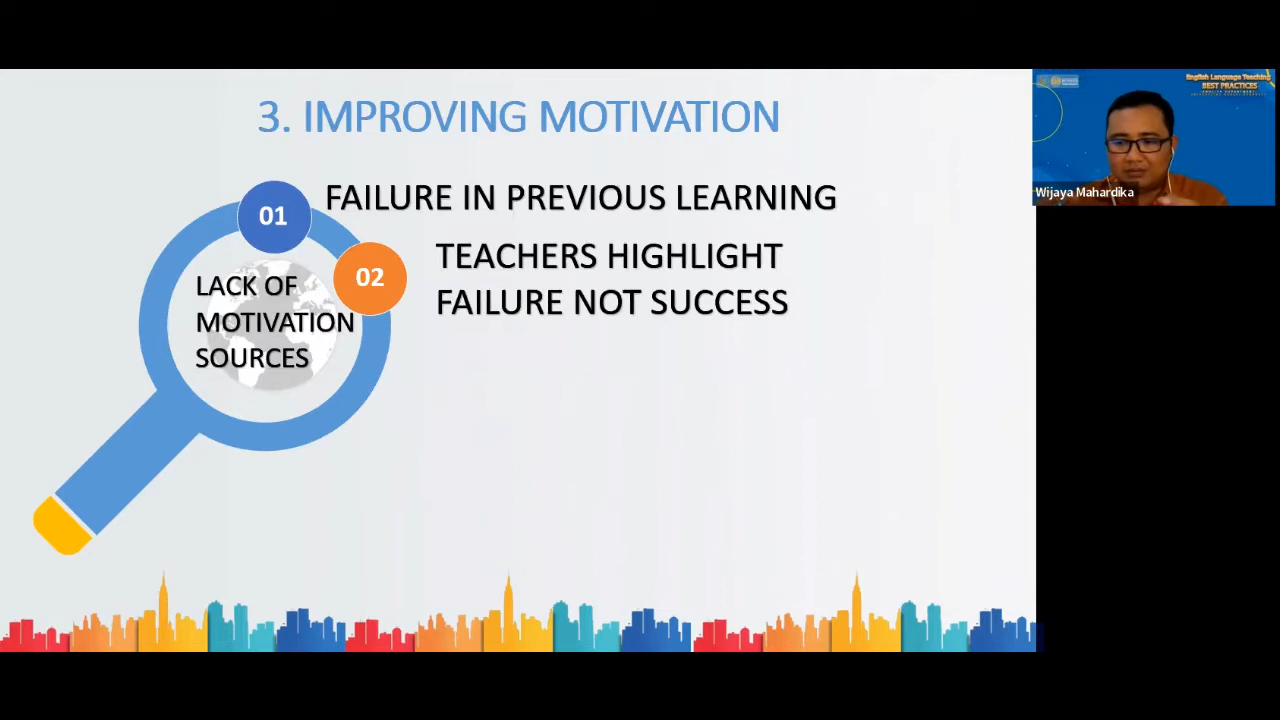 3. IMPROVING MOTIVATION
01
FAILURE IN PREVIOUS LEARNING
02
TEACHERS HIGHLIGHT
FAILURE NOT SUCCESS
LACK OF
MOTIVATION
SOURCES
English Language Teaching
BEST PRACTICES
Wijaya Mahardika